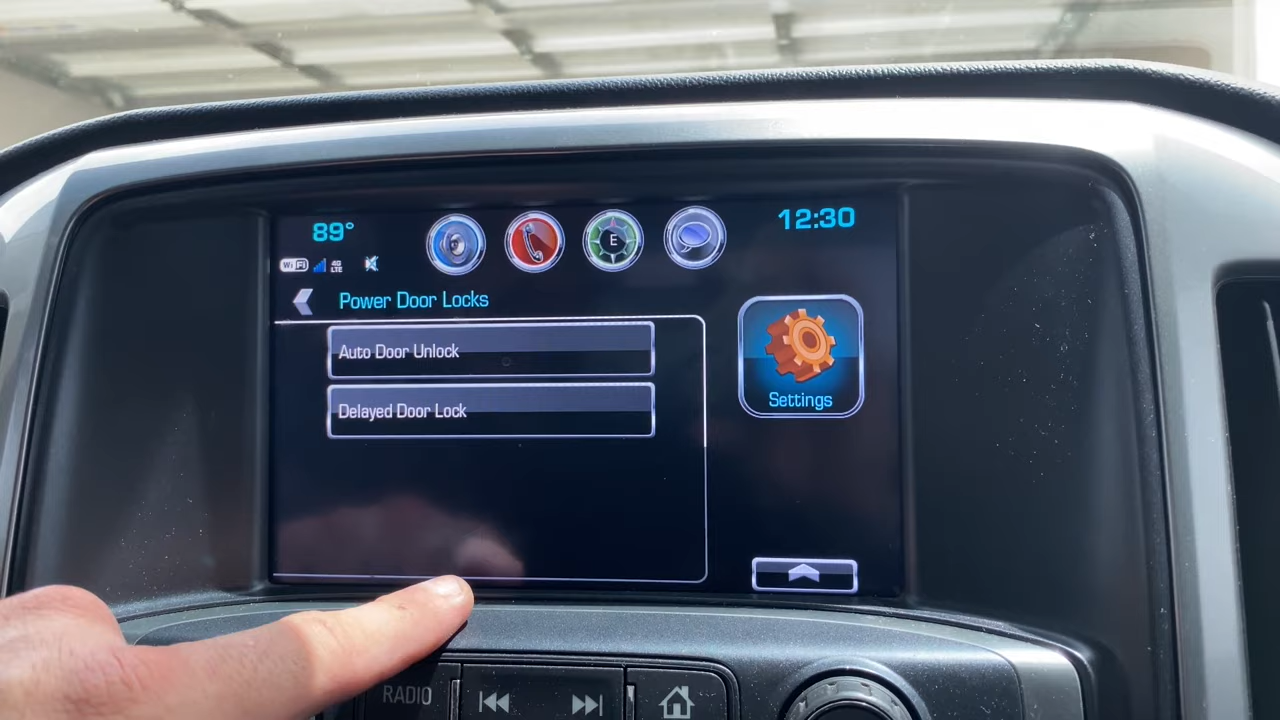 89°
E
12:30
WiFi
4G
LTE
Power Door Locks
Auto Door Unlock
Settings
Delayed Door Lock
RADIO